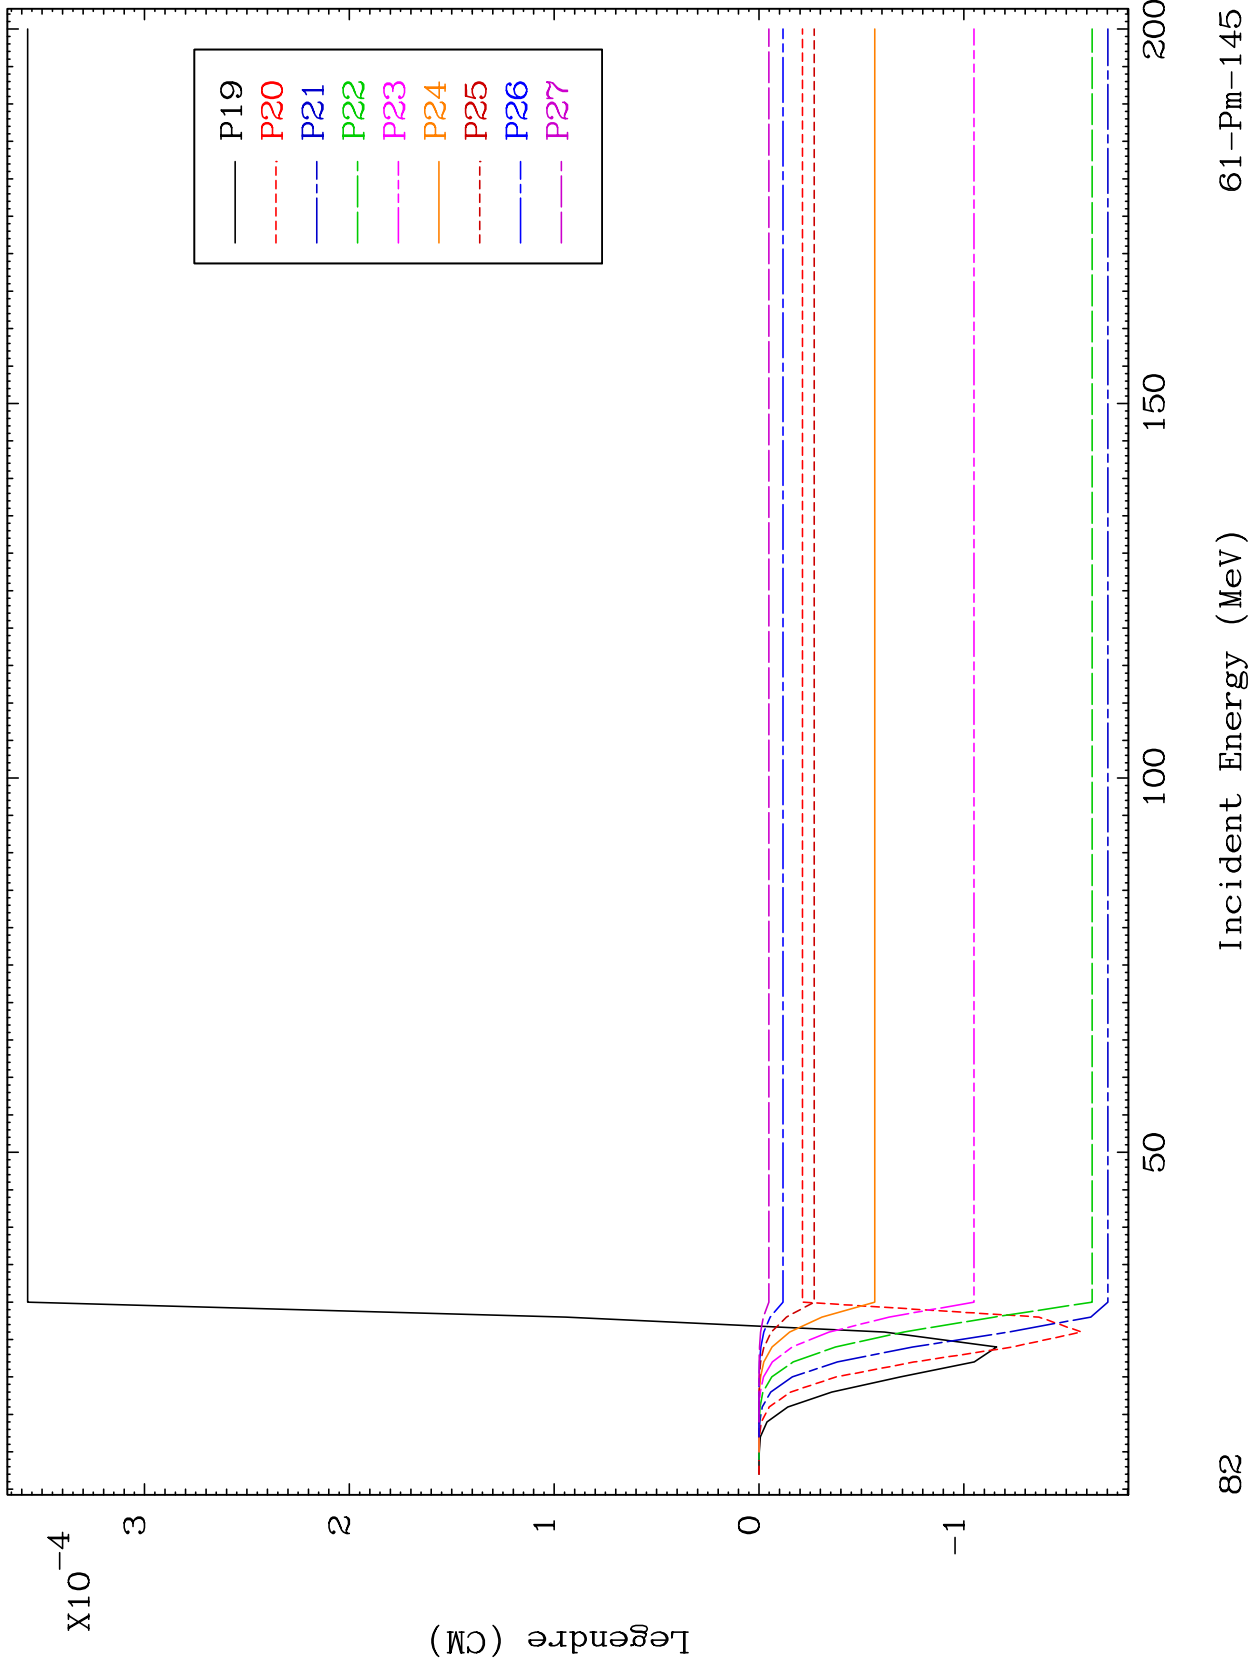 X10-4
3
2
1
0
-1
Legendre (CM)
P19
P20
P21
P22
P23
P24
P25
P26
P27
50
100
150
200
Incident Energy (MeV)
82
61-Pm-145